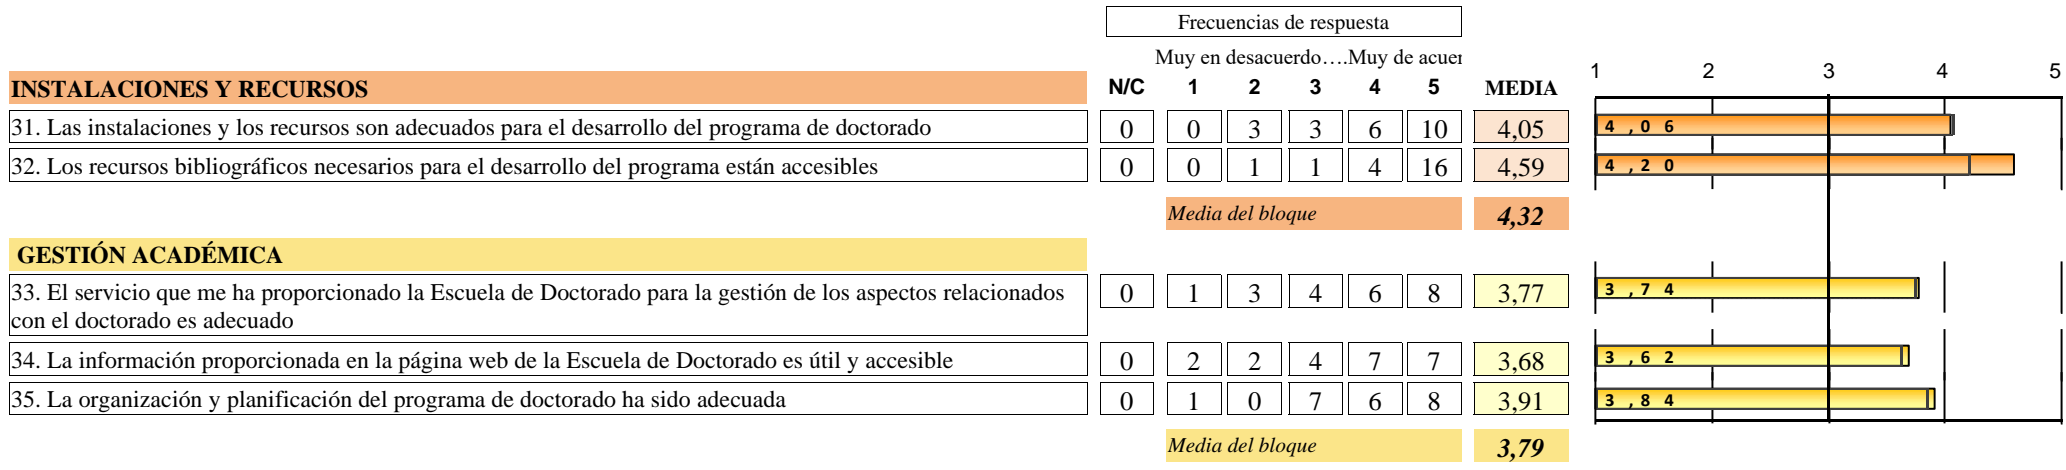 Frecuencias de respuesta
Muy en desacuerdo….Muy de acuer
INSTALACIONES Y RECURSOS N/C 1 2 3 4 5 MEDIA 1 2 3 4 5
31. Las instalaciones y los recursos son adecuados para el desarrollo del programa de doctorado 0 0 3 3 6 10 4,05 4,06
32. Los recursos bibliográficos necesarios para el desarrollo del programa están accesibles 0 0 1 1 4 16 4,59 4,20
Media del bloque 4,32
GESTIÓN ACADÉMICA
33. El servicio que me ha proporcionado la Escuela de Doctorado para la gestión de los aspectos relacionados
con el doctorado es adecuado 0 1 3 4 6 8 3,77 3,74
34. La información proporcionada en la página web de la Escuela de Doctorado es útil y accesible 0 2 2 4 7 7 3,68 3,62
35. La organización y planificación del programa de doctorado ha sido adecuada 0 1 0 7 6 8 3,91 3,84
Media del bloque 3,79